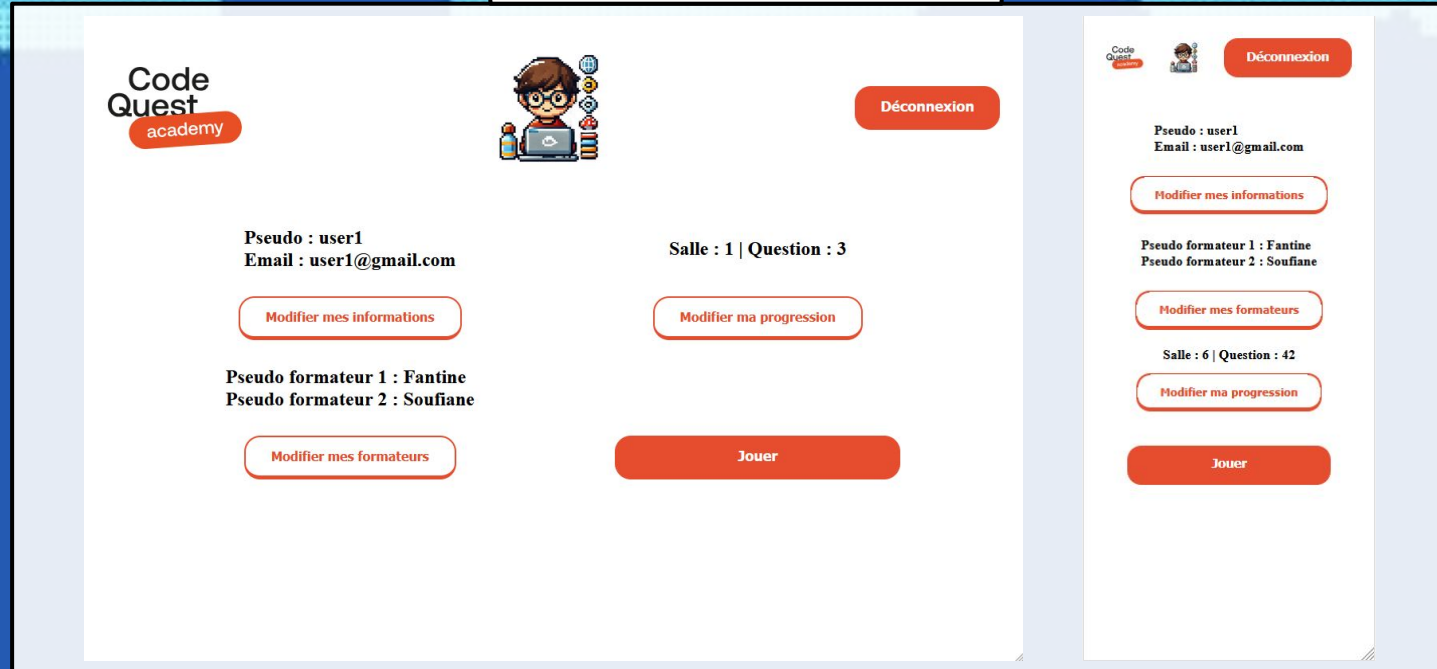 Code
Quest
academy
Déconnexion
Pseudo : user1
Email : user1@gmail.com
Modifier mes informations
Salle : 1 | Question : 3
Modifier ma progression
Pseudo formateur 1 : Fantine
Pseudo formateur 2 : Soufiane
Modifier mes formateurs
Jouer
Code
Quest
academy
Déconnexion
Pseudo : user1
Email : user1@gmail.com
Modifier mes informations
Pseudo formateur 1 : Fantine
Pseudo formateur 2 : Soufiane
Modifier mes formateurs
Salle : 6 | Question : 42
Modifier ma progression
Jouer